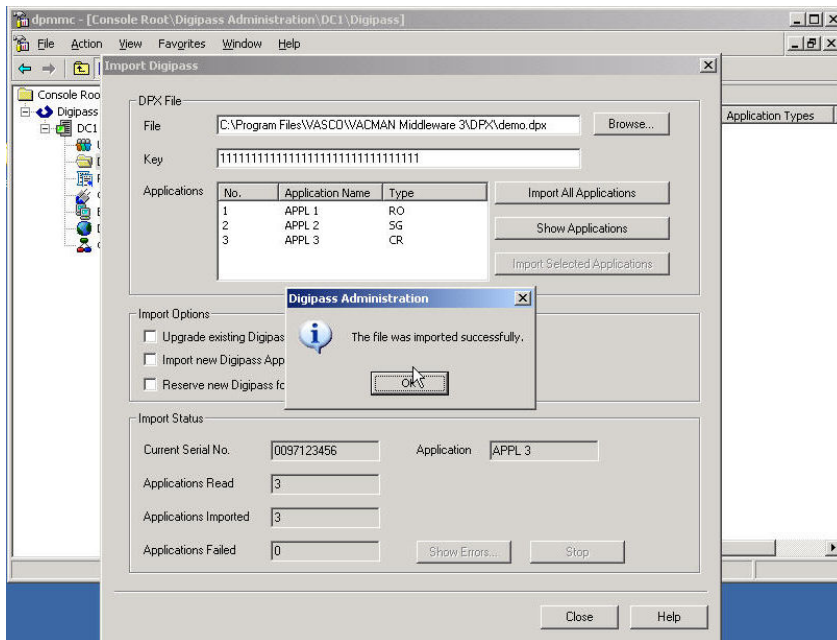 dpmmc - [Console Root\Digipass Administration\DC1\Digipass]
File Action View Favorites Window Help
Import Digipass
Console Roo
Digipass
DC1
Application Types
DPX File
File C:\Program Files\VASCO\VACMAN Middleware 3\DPX\demo.dpx Browse...
Key 11111111111111111111111111111111
Applications No. Application Name Type Import All Applications
1 APPL 1 RO
2 APPL 2 SG Show Applications
3 APPL 3 CR
Import Selected Applications
Digipass Administration
The file was imported successfully.
OK
Import Options
Upgrade existing Digipas
Import new Digipass App
Reserve new Digipass fo
Import Status
Current Serial No. 0097123456 Application APPL 3
Applications Read 3
Applications Imported 3
Applications Failed 0 Show Errors... Stop
Close Help